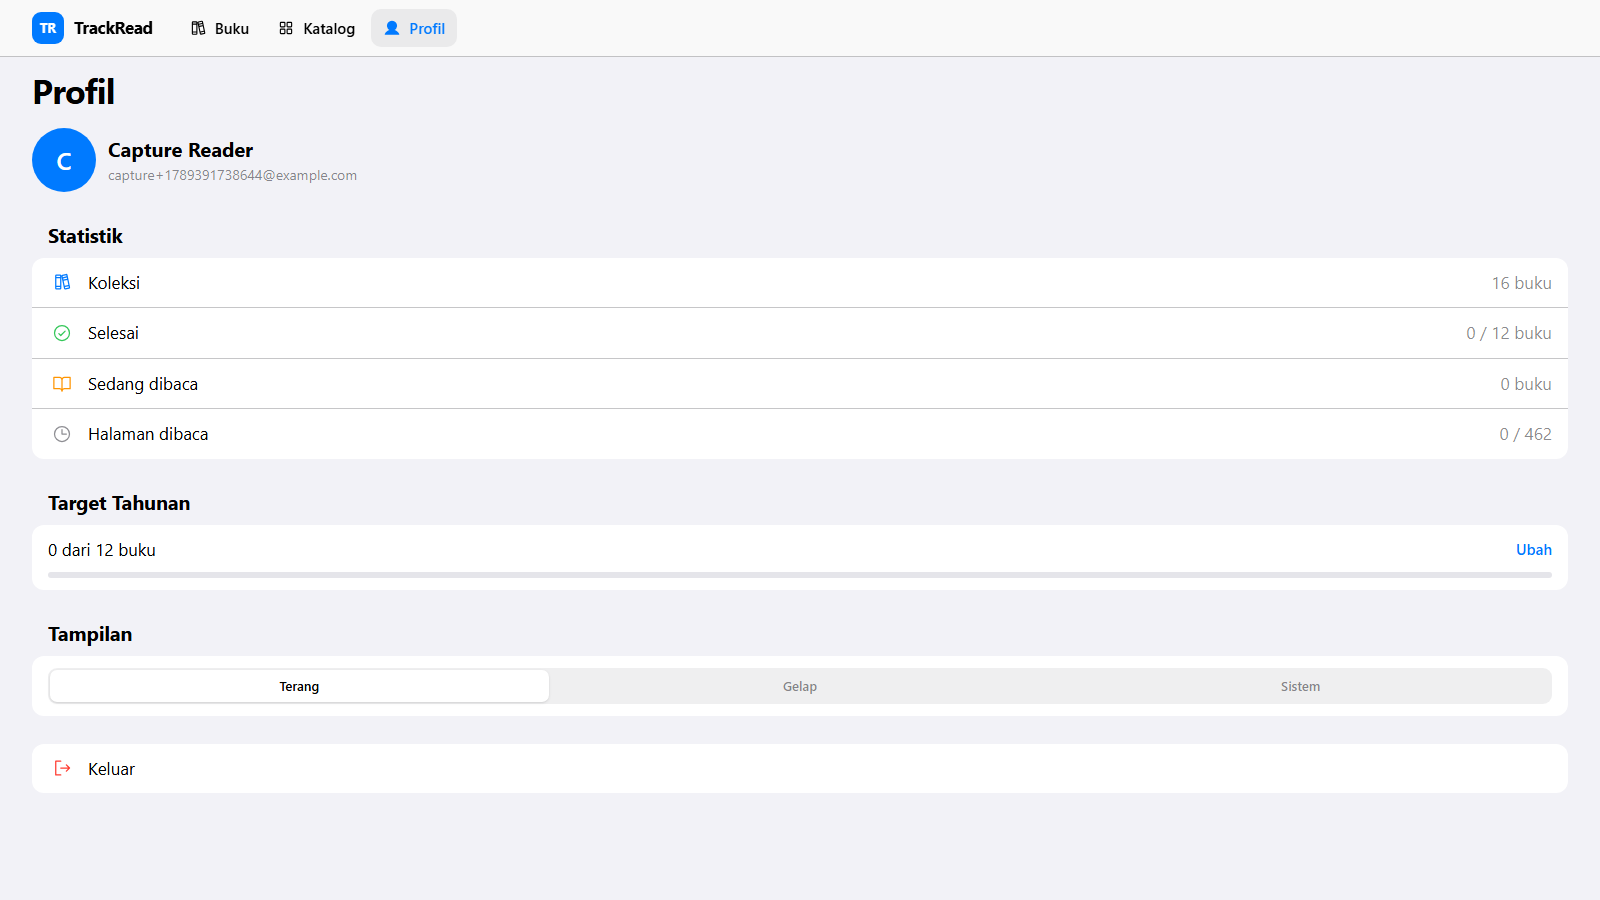 TR TrackRead Buku Katalog Profil
Profil
C
Capture Reader
capture+1789391738644@example.com
Statistik
Koleksi 16 buku
Selesai 0 / 12 buku
Sedang dibaca 0 buku
Halaman dibaca 0 / 462
Target Tahunan
0 dari 12 buku Ubah
Tampilan
Terang Gelap Sistem
Keluar